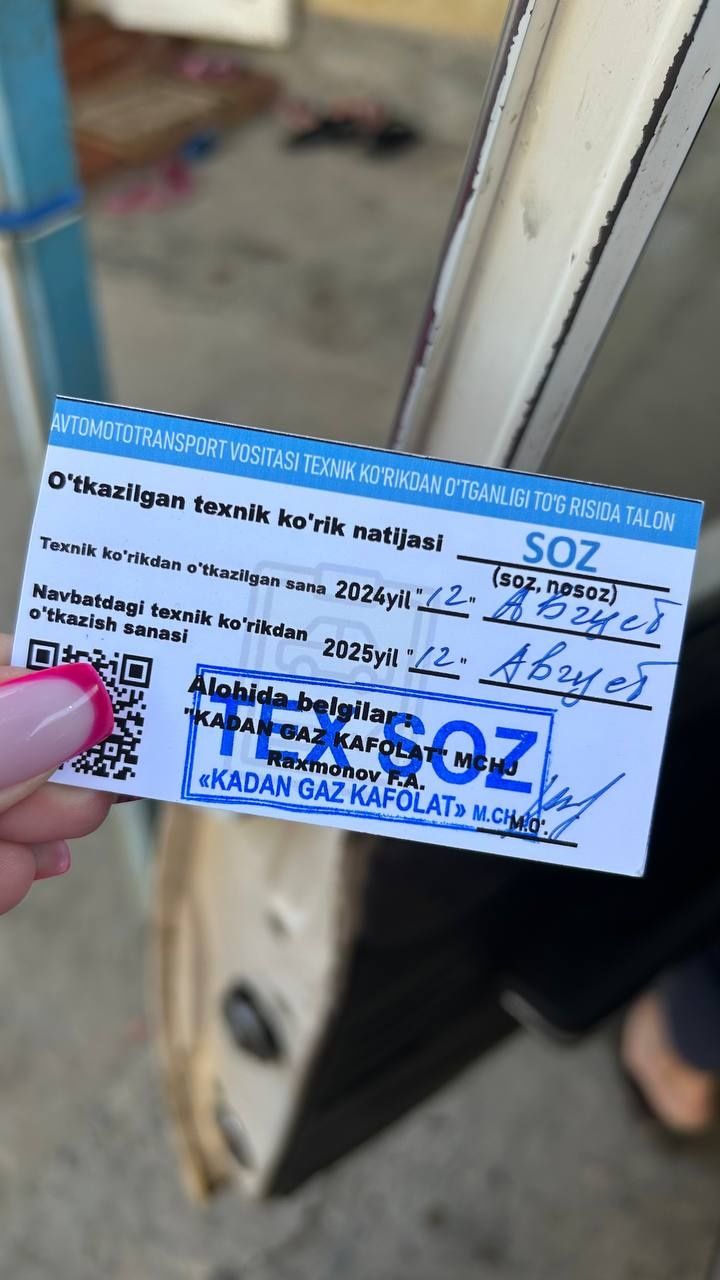 AVTOMOTOTRANSPORT VOSITASI TEXNIK KO'RIKDAN O'TGANLIGI TO'G RISIDA TALON
O'tkazilgan texnik ko'rik natijasi SOZ
(soz, nosoz)
Texnik ko'rikdan o'tkazilgan sana 2024yil "12" Август
Navbatdagi texnik ko'rikdan
o'tkazish sanasi 2025yil "12" Август
Alohida belgilar:
"KADAN GAZ KAFOLAT" MCHJ
Raxmonov F.A.
TEX SOZ
«KADAN GAZ KAFOLAT» M.CH
M.O'.